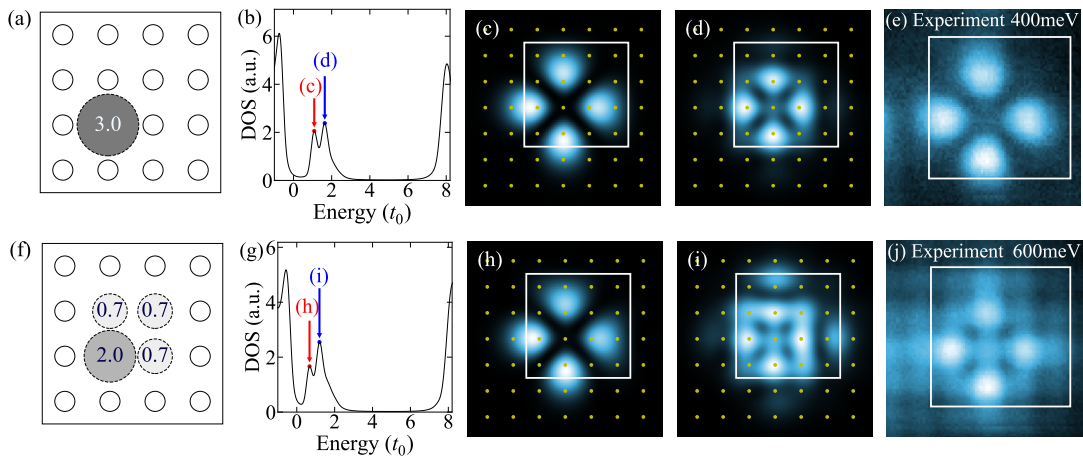 (a)
3.0
(b)
DOS (a.u.)
6
4
2
0
(c)
(d)
0 2 4 6 8
Energy (t₀)
(c)
(d)
(e) Experiment 400meV
(f)
0.7 0.7
2.0 0.7
(g)
DOS (a.u.)
6
4
2
0
(h)
(i)
0 2 4 6 8
Energy (t₀)
(h)
(i)
(j) Experiment 600meV